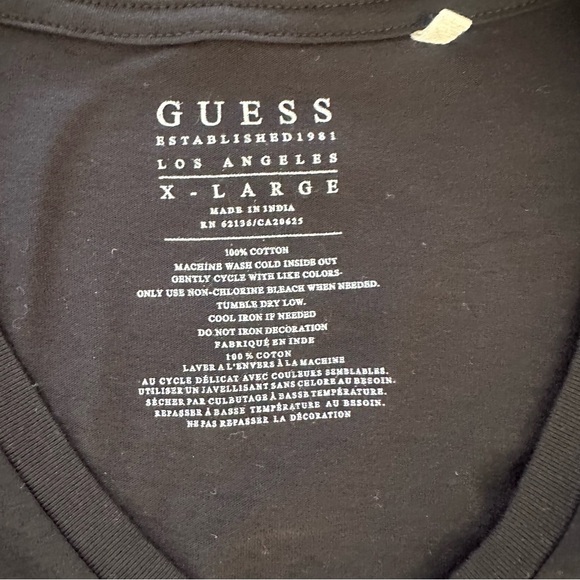 GUESS
ESTABLISHED 1981
LOS ANGELES
X-LARGE
MADE IN INDIA
RN 62136/CA20625
100% COTTON
MACHINE WASH COLD INSIDE OUT
GENTLY CYCLE WITH LIKE COLORS
ONLY USE NON-CHLORINE BLEACH WHEN NEEDED.
TUMBLE DRY LOW.
COOL IRON IF NEEDED
DO NOT IRON DECORATION
FABRIQUÉ EN INDE
100% COTON
LAVER A L'ENVERS À LA MACHINE
AU CYCLE DÉLICAT AVEC COULEURS SEMBLABLES.
UTILISER UN JAVELLISANT SANS CHLORE AU BESOIN.
SÉCHER PAR CULBUTAGE À BASSE TEMPÉRATURE.
REPASSER À BASSE TEMPÉRATURE AU BESOIN.
NE PAS REPASSER LA DÉCORATION